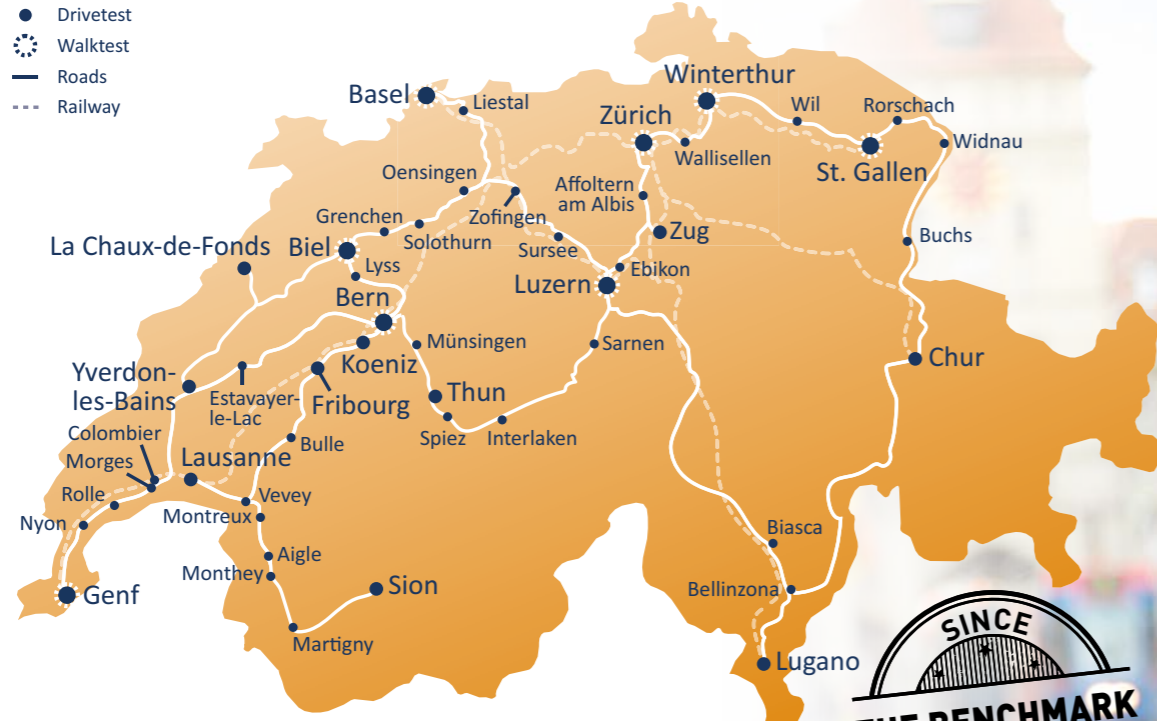 Drivetest
Walktest
Roads
Railway
Basel
Liestal
Winterthur
Zürich
Wil
Rorschach
Wallisellen
St. Gallen
Widnau
Oensingen
Affoltern
am Albis
Grenchen
Zofingen
Solothurn
Sursee
Zug
Buchs
La Chaux-de-Fonds
Biel
Lyss
Ebikon
Luzern
Bern
Münsingen
Sarnen
Koeniz
Chur
Yverdon-
les-Bains
Estavayer-
le-Lac
Fribourg
Thun
Spiez
Interlaken
Colombier
Morges
Lausanne
Bulle
Rolle
Vevey
Nyon
Montreux
Biasca
Aigle
Monthey
Sion
Bellinzona
Genf
Martigny
Lugano
SINCE
THE BENCHMARK